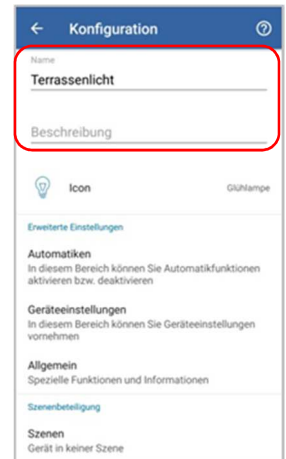 Konfiguration
Name
Terrassenlicht
Beschreibung
Icon Glühlampe
Erweiterte Einstellungen
Automatiken
In diesem Bereich können Sie Automatikfunktionen
aktivieren bzw. deaktivieren
Geräteeinstellungen
In diesem Bereich können Sie Geräteeinstellungen
vornehmen
Allgemein
Spezielle Funktionen und Informationen
Szenenbeteiligung
Szenen
Gerät in keiner Szene